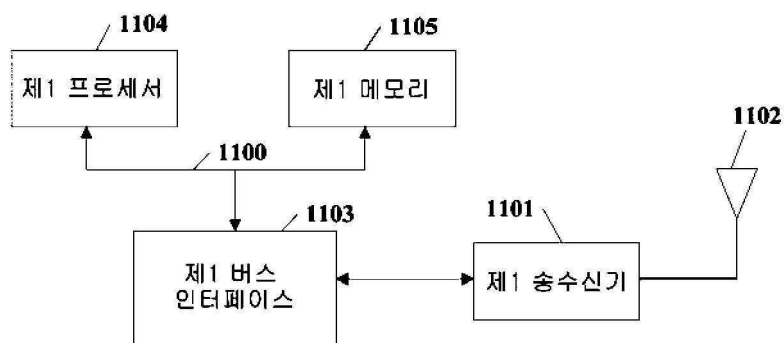 1104
제1 프로세서
1105
제1 메모리
1100
1102
1103
제1 버스
인터페이스
1101
제1 송수신기